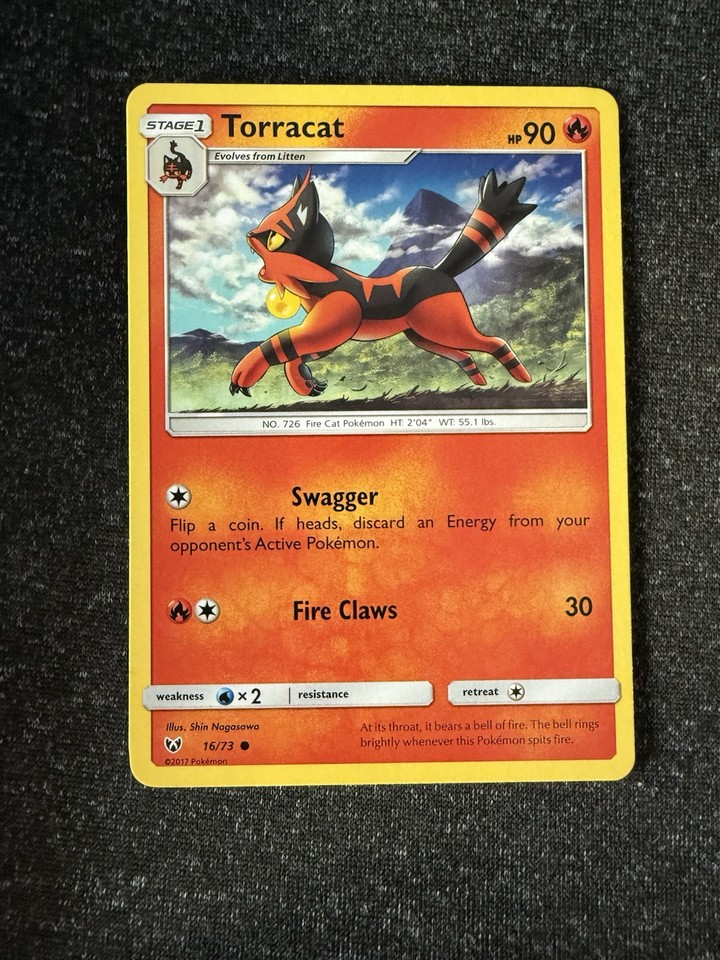 STAGE1 Torracat HP 90
Evolves from Litten
NO. 726 Fire Cat Pokémon HT: 2'04" WT: 55.1 lbs.
Swagger
Flip a coin. If heads, discard an Energy from your
opponent's Active Pokémon.
Fire Claws 30
weakness ×2 resistance retreat
Illus. Shin Nagasawa
16/73
©2017 Pokémon
At its throat, it bears a bell of fire. The bell rings
brightly whenever this Pokémon spits fire.